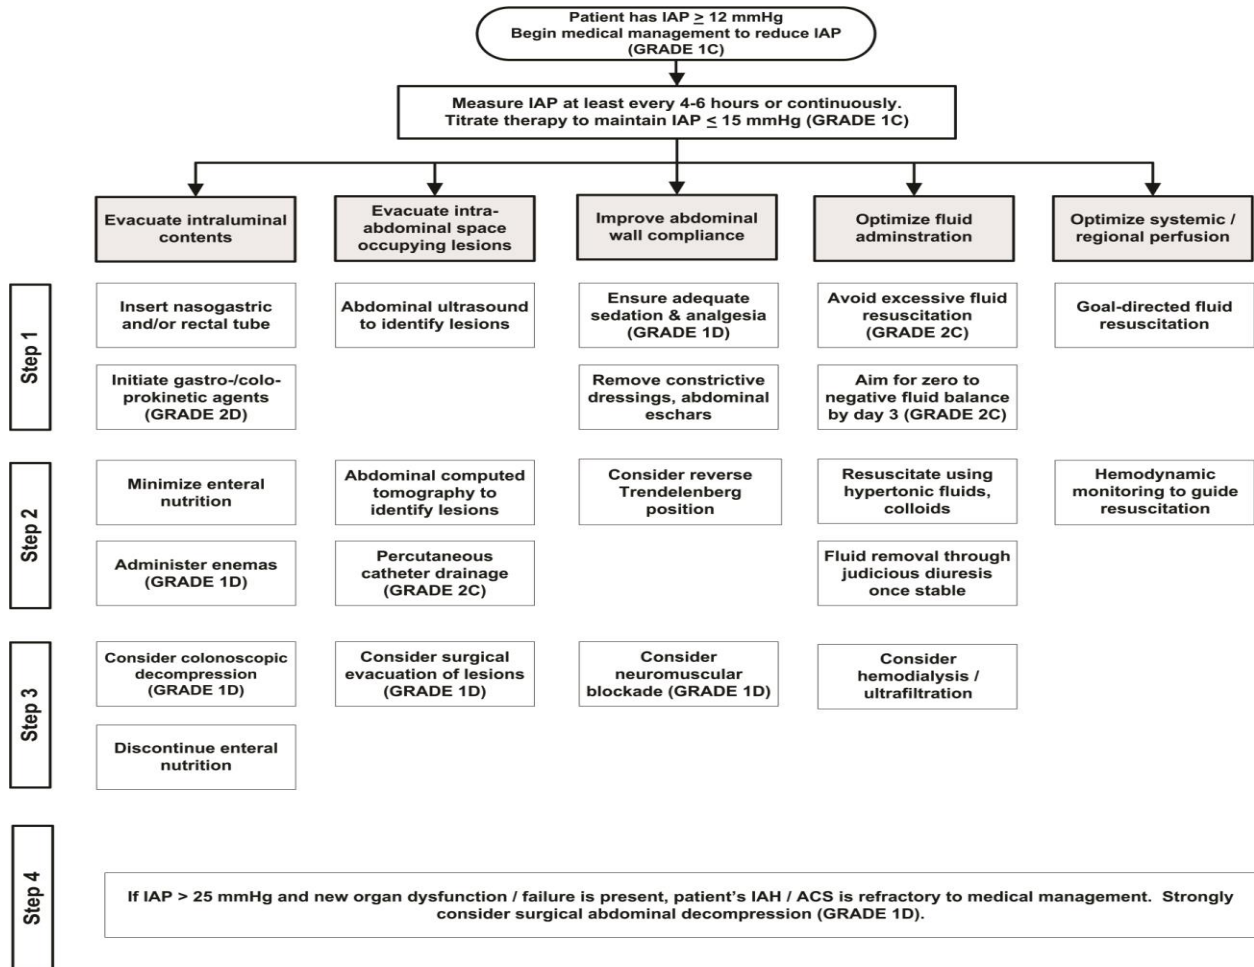 Patient has IAP ≥ 12 mmHg
Begin medical management to reduce IAP
(GRADE 1C)
Measure IAP at least every 4-6 hours or continuously.
Titrate therapy to maintain IAP ≤ 15 mmHg (GRADE 1C)
Evacuate intraluminal
contents
Evacuate intra-
abdominal space
occupying lesions
Improve abdominal
wall compliance
Optimize fluid
adminstration
Optimize systemic /
regional perfusion
Step 1
Insert nasogastric
and/or rectal tube
Abdominal ultrasound
to identify lesions
Ensure adequate
sedation & analgesia
(GRADE 1D)
Avoid excessive fluid
resuscitation
(GRADE 2C)
Goal-directed fluid
resuscitation
Initiate gastro-/colo-
prokinetic agents
(GRADE 2D)
Remove constrictive
dressings, abdominal
eschars
Aim for zero to
negative fluid balance
by day 3 (GRADE 2C)
Step 2
Minimize enteral
nutrition
Abdominal computed
tomography to
identify lesions
Consider reverse
Trendelenberg
position
Resuscitate using
hypertonic fluids,
colloids
Hemodynamic
monitoring to guide
resuscitation
Administer enemas
(GRADE 1D)
Percutaneous
catheter drainage
(GRADE 2C)
Fluid removal through
judicious diuresis
once stable
Step 3
Consider colonoscopic
decompression
(GRADE 1D)
Consider surgical
evacuation of lesions
(GRADE 1D)
Consider
neuromuscular
blockade (GRADE 1D)
Consider
hemodialysis /
ultrafiltration
Discontinue enteral
nutrition
Step 4
If IAP > 25 mmHg and new organ dysfunction / failure is present, patient's IAH / ACS is refractory to medical management. Strongly
consider surgical abdominal decompression (GRADE 1D).